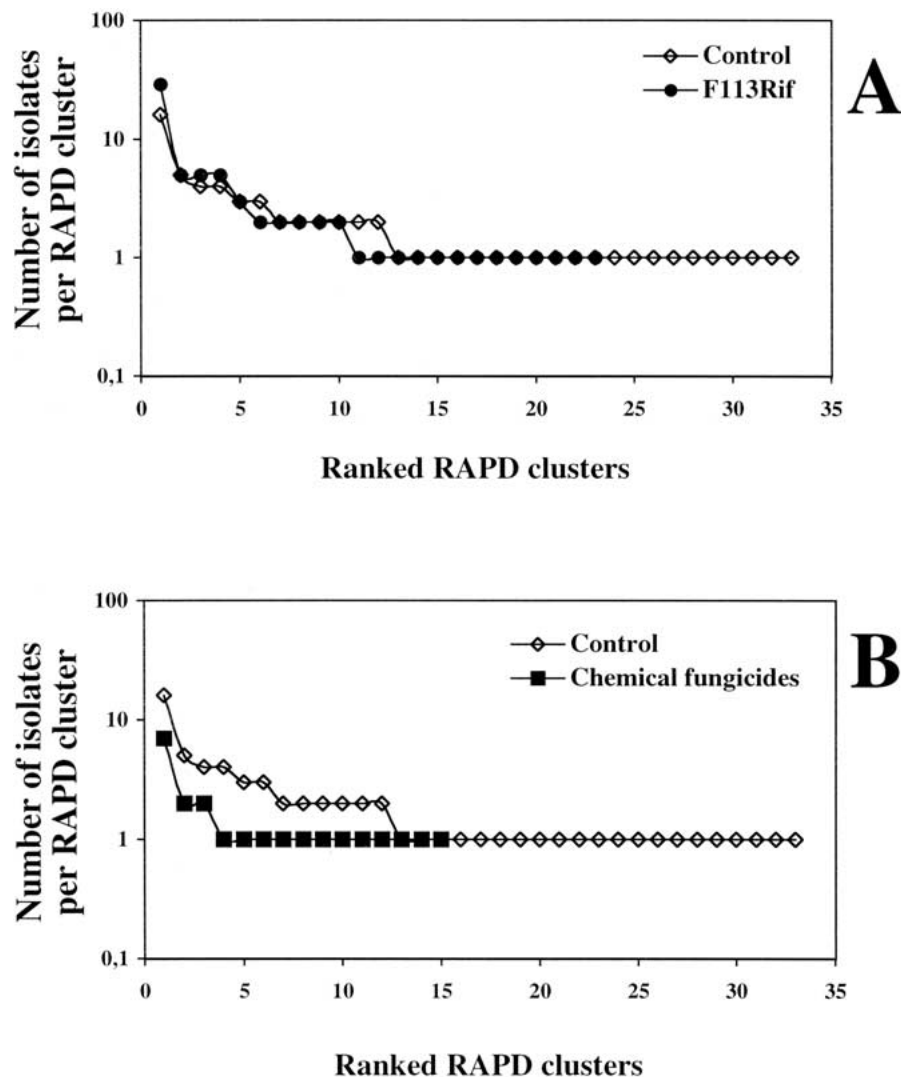 100
10
1
0,1
Number of isolates
per RAPD cluster
Control
F113Rif
A
0 5 10 15 20 25 30 35
Ranked RAPD clusters
100
10
1
0,1
Number of isolates
per RAPD cluster
Control
Chemical fungicides
B
0 5 10 15 20 25 30 35
Ranked RAPD clusters